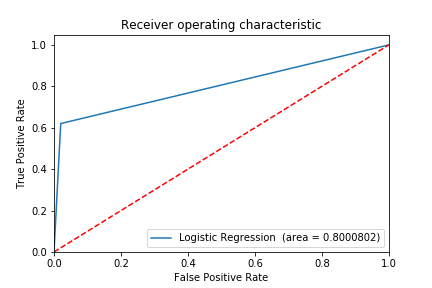 Receiver operating characteristic
True Positive Rate
1.0
0.8
0.6
0.4
0.2
0.0
Logistic Regression  (area = 0.8000802)
0.0 0.2 0.4 0.6 0.8 1.0
False Positive Rate